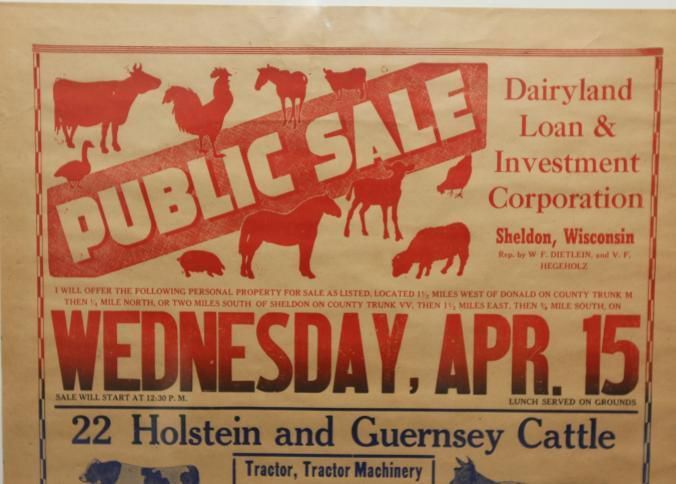 PUBLIC SALE
Dairyland
Loan &
Investment
Corporation
Sheldon, Wisconsin
Rep. by W F. DIETLEIN, and V. F.
HEGEHOLZ
I WILL OFFER THE FOLLOWING PERSONAL PROPERTY FOR SALE AS LISTED, LOCATED 1½ MILES WEST OF DONALD ON COUNTY TRUNK M
THEN ¼ MILE NORTH, OR TWO MILES SOUTH OF SHELDON ON COUNTY TRUNK VV, THEN 1½ MILES EAST, THEN ¾ MILE SOUTH, ON
WEDNESDAY, APR. 15
SALE WILL START AT 12:30 P. M.
LUNCH SERVED ON GROUNDS
22 Holstein and Guernsey Cattle
Tractor, Tractor Machinery